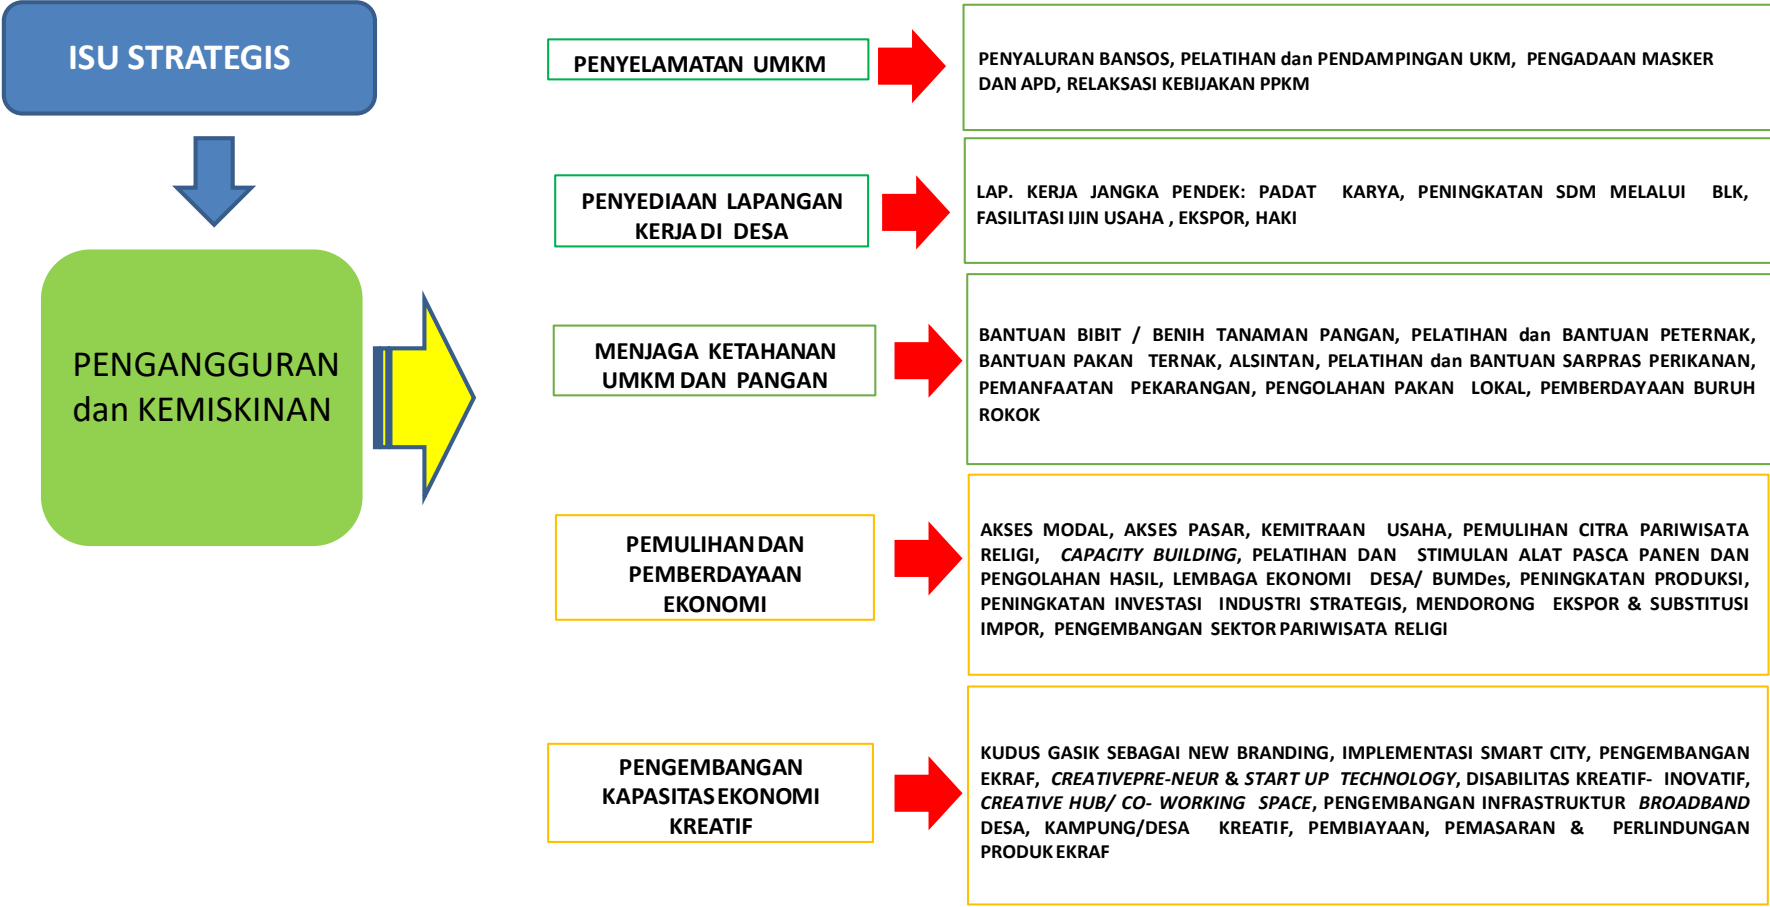 ISU STRATEGIS
PENGANGGURAN
dan KEMISKINAN
PENYELAMATAN UMKM
PENYALURAN BANSOS, PELATIHAN dan PENDAMPINGAN UKM, PENGADAAN MASKER
DAN APD, RELAKSASI KEBIJAKAN PPKM
PENYEDIAAN LAPANGAN
KERJA DI DESA
LAP. KERJA JANGKA PENDEK: PADAT KARYA, PENINGKATAN SDM MELALUI BLK,
FASILITASI IJIN USAHA , EKSPOR, HAKI
MENJAGA KETAHANAN
UMKM DAN PANGAN
BANTUAN BIBIT / BENIH TANAMAN PANGAN, PELATIHAN dan BANTUAN PETERNAK,
BANTUAN PAKAN TERNAK, ALSINTAN, PELATIHAN dan BANTUAN SARPRAS PERIKANAN,
PEMANFAATAN PEKARANGAN, PENGOLAHAN PAKAN LOKAL, PEMBERDAYAAN BURUH
ROKOK
PEMULIHAN DAN
PEMBERDAYAAN
EKONOMI
AKSES MODAL, AKSES PASAR, KEMITRAAN USAHA, PEMULIHAN CITRA PARIWISATA
RELIGI, CAPACITY BUILDING, PELATIHAN DAN STIMULAN ALAT PASCA PANEN DAN
PENGOLAHAN HASIL, LEMBAGA EKONOMI DESA/ BUMDes, PENINGKATAN PRODUKSI,
PENINGKATAN INVESTASI INDUSTRI STRATEGIS, MENDORONG EKSPOR & SUBSTITUSI
IMPOR, PENGEMBANGAN SEKTOR PARIWISATA RELIGI
PENGEMBANGAN
KAPASITAS EKONOMI
KREATIF
KUDUS GASIK SEBAGAI NEW BRANDING, IMPLEMENTASI SMART CITY, PENGEMBANGAN
EKRAF, CREATIVEPRE-NEUR & START UP TECHNOLOGY, DISABILITAS KREATIF- INOVATIF,
CREATIVE HUB/ CO- WORKING SPACE, PENGEMBANGAN INFRASTRUKTUR BROADBAND
DESA, KAMPUNG/DESA KREATIF, PEMBIAYAAN, PEMASARAN & PERLINDUNGAN
PRODUK EKRAF